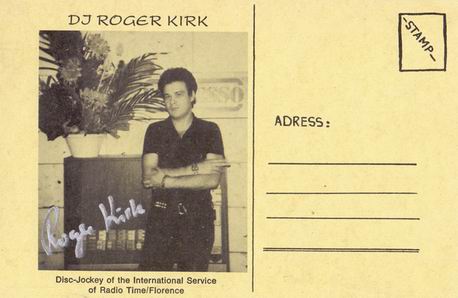 DJ ROGER KIRK
-STAMP-
ADRESS:
Roger Kirk
Disc-Jockey of the International Service
of Radio Time/Florence